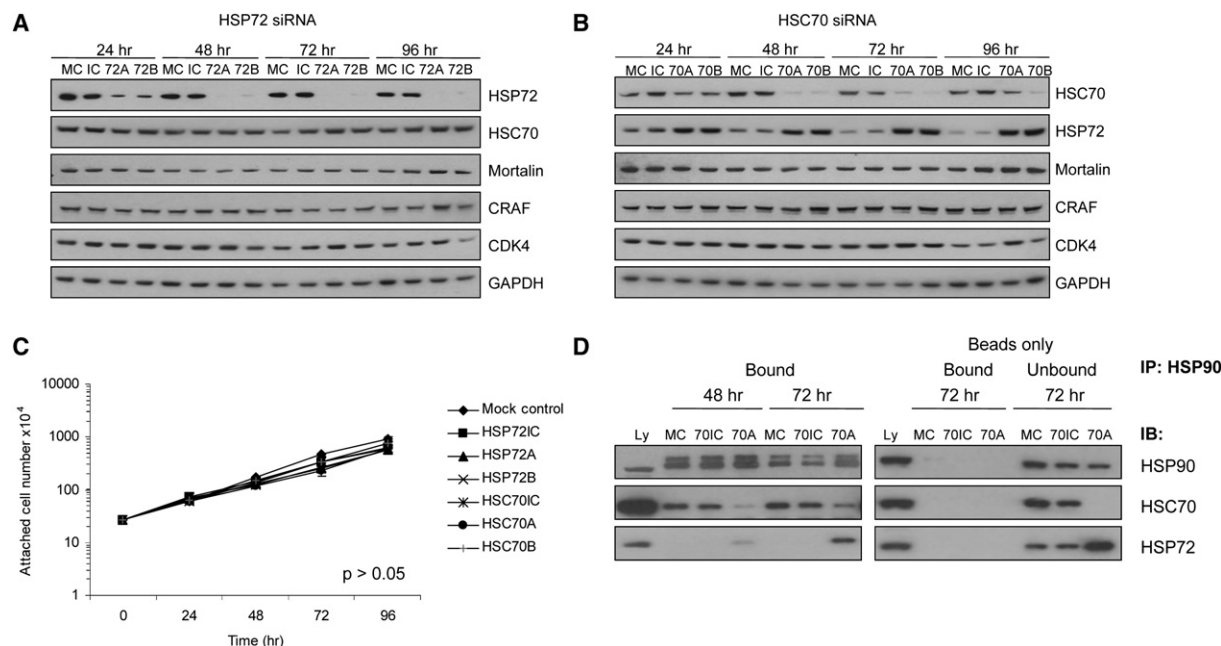 A
HSP72 siRNA
24 hr 48 hr 72 hr 96 hr
MC IC 72A 72B MC IC 72A 72B MC IC 72A 72B MC IC 72A 72B
HSP72
HSC70
Mortalin
CRAF
CDK4
GAPDH
B
HSC70 siRNA
24 hr 48 hr 72 hr 96 hr
MC IC 70A 70B MC IC 70A 70B MC IC 70A 70B MC IC 70A 70B
HSC70
HSP72
Mortalin
CRAF
CDK4
GAPDH
C
Attached cell number x10⁻⁴
10000
1000
100
10
1
0 24 48 72 96
Time (hr)
p > 0.05
Mock control
HSP72IC
HSP72A
HSP72B
HSC70IC
HSC70A
HSC70B
D
Beads only
Bound Bound Unbound IP: HSP90
48 hr 72 hr 72 hr 72 hr
Ly MC 70IC 70A MC 70IC 70A Ly MC 70IC 70A MC 70IC 70A IB:
HSP90
HSC70
HSP72